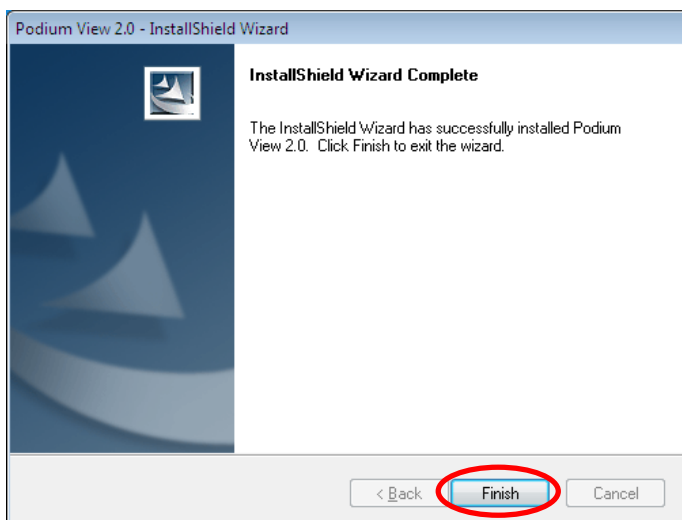 Podium View 2.0 - InstallShield Wizard
InstallShield Wizard Complete
The InstallShield Wizard has successfully installed Podium
View 2.0. Click Finish to exit the wizard.
< Back Finish Cancel